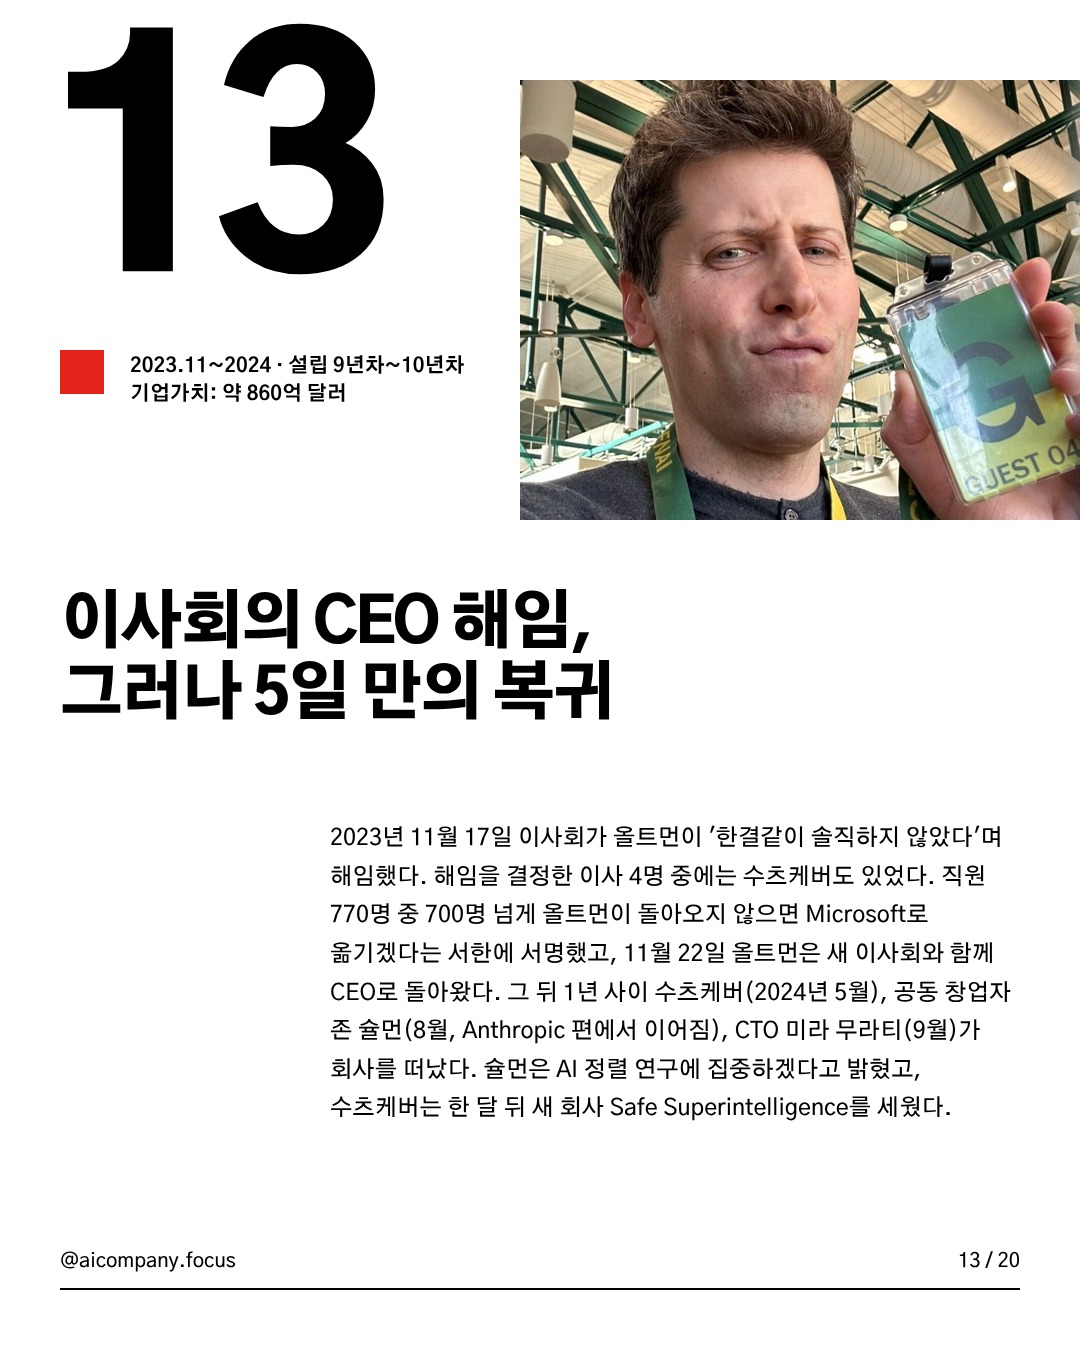 13
2023.11~2024 · 설립 9년차~10년차
기업가치: 약 860억 달러
ENAI
G
GUEST 04
이사회의 CEO 해임,
그러나 5일 만의 복귀
2023년 11월 17일 이사회가 올트먼이 '한결같이 솔직하지 않았다'며
해임했다. 해임을 결정한 이사 4명 중에는 수츠케버도 있었다. 직원
770명 중 700명 넘게 올트먼이 돌아오지 않으면 Microsoft로
옮기겠다는 서한에 서명했고, 11월 22일 올트먼은 새 이사회와 함께
CEO로 돌아왔다. 그 뒤 1년 사이 수츠케버(2024년 5월), 공동 창업자
존 슐먼(8월, Anthropic 편에서 이어짐), CTO 미라 무라티(9월)가
회사를 떠났다. 슐먼은 AI 정렬 연구에 집중하겠다고 밝혔고,
수츠케버는 한 달 뒤 새 회사 Safe Superintelligence를 세웠다.
@aicompany.focus
13 / 20